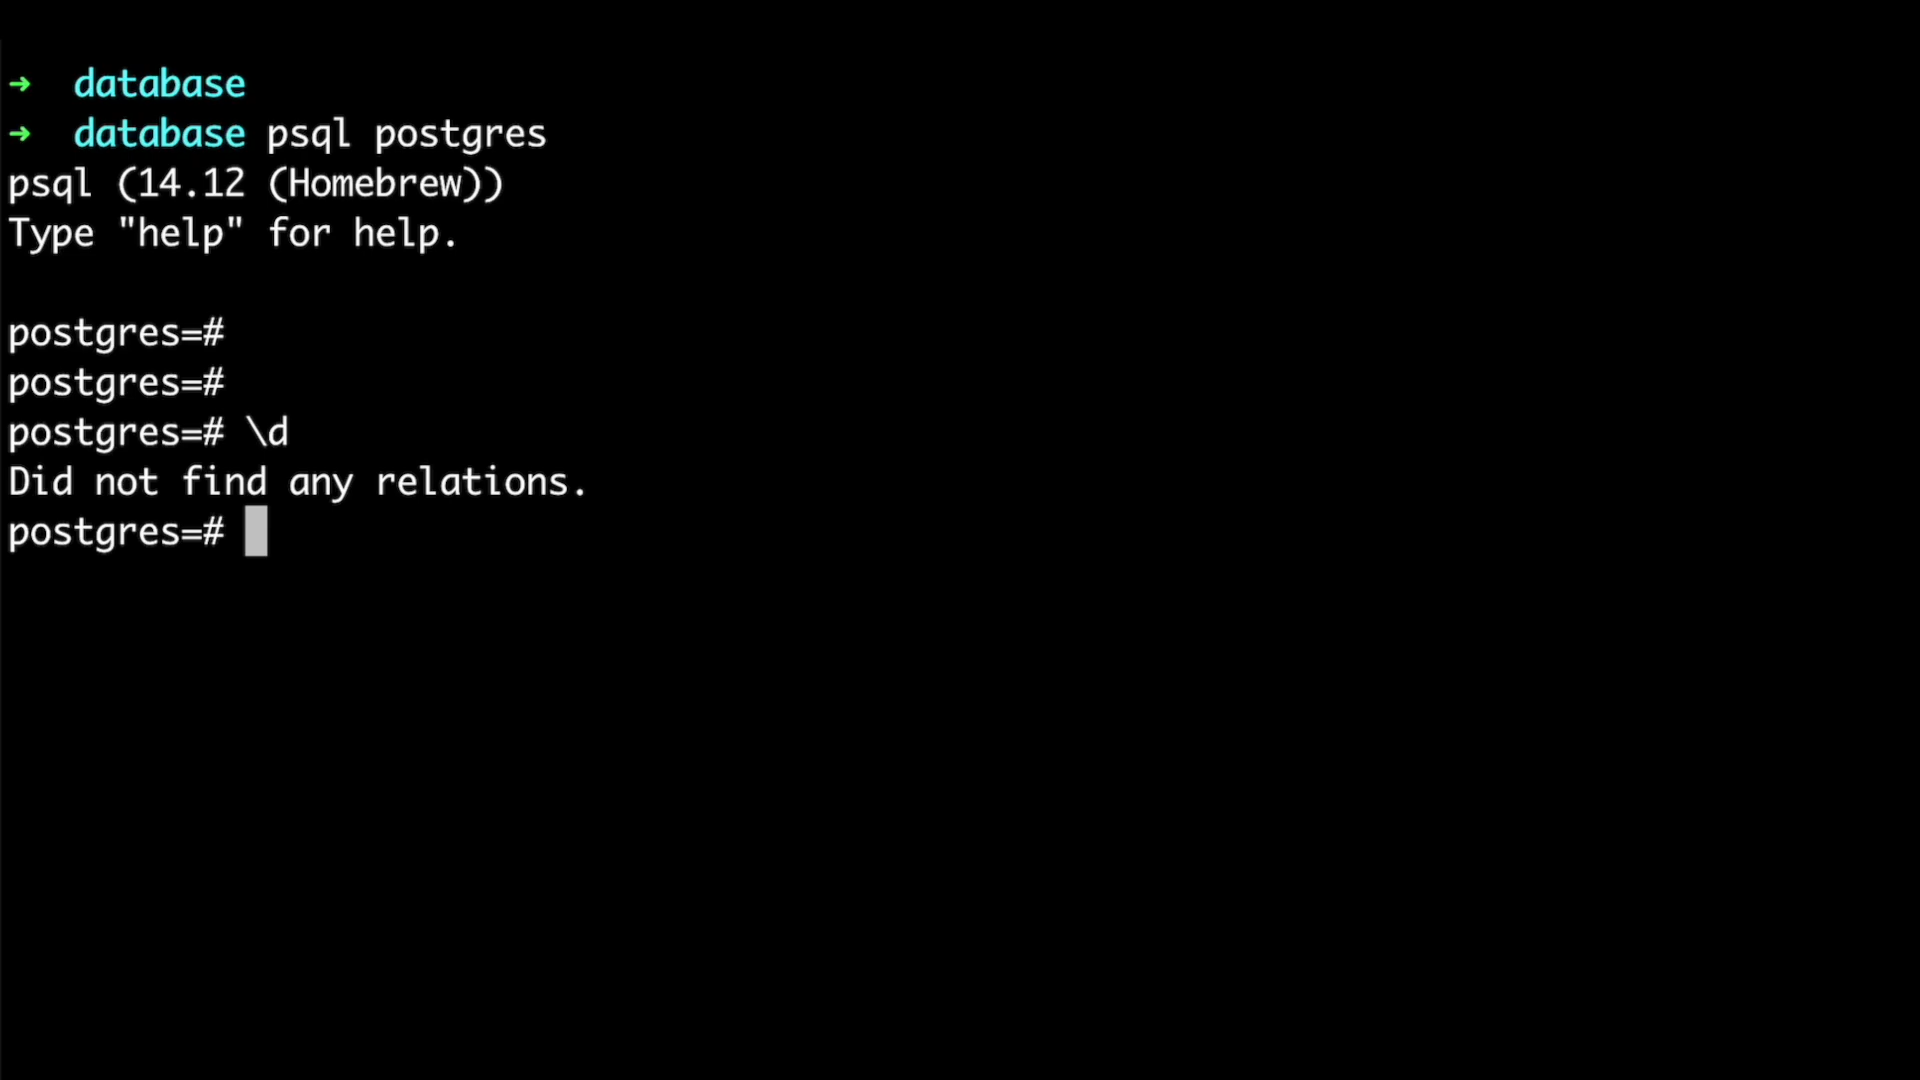 ➜ database
➜ database psql postgres
psql (14.12 (Homebrew))
Type "help" for help.
postgres=#
postgres=#
postgres=# \d
Did not find any relations.
postgres=#